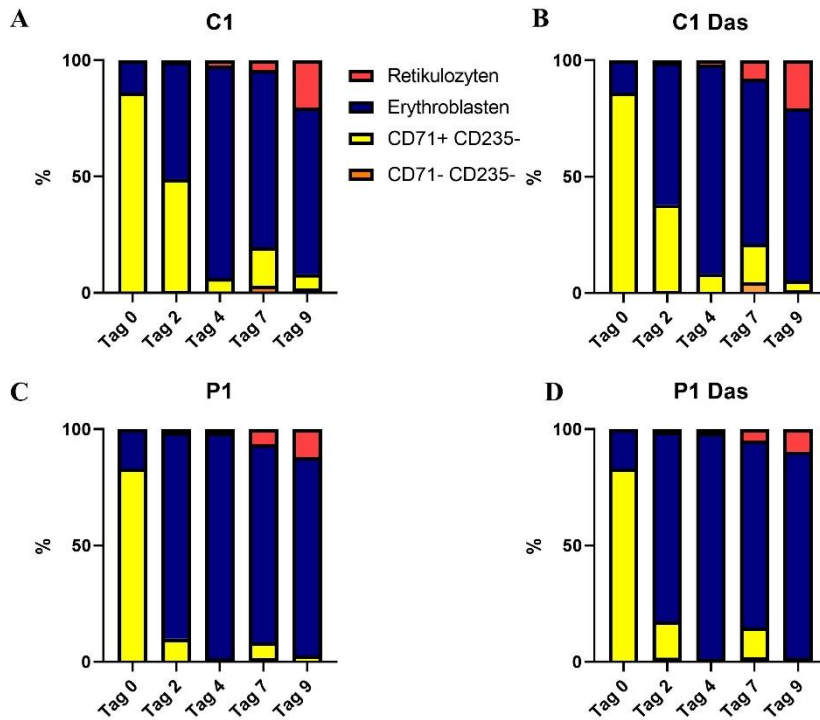 A
C1
100
50
0
%
Tag 0
Tag 2
Tag 4
Tag 7
Tag 9
Retikulozyten
Erythroblasten
CD71+ CD235-
CD71- CD235-
B
C1 Das
100
50
0
%
Tag 0
Tag 2
Tag 4
Tag 7
Tag 9
C
P1
100
50
0
%
Tag 0
Tag 2
Tag 4
Tag 7
Tag 9
D
P1 Das
100
50
0
%
Tag 0
Tag 2
Tag 4
Tag 7
Tag 9